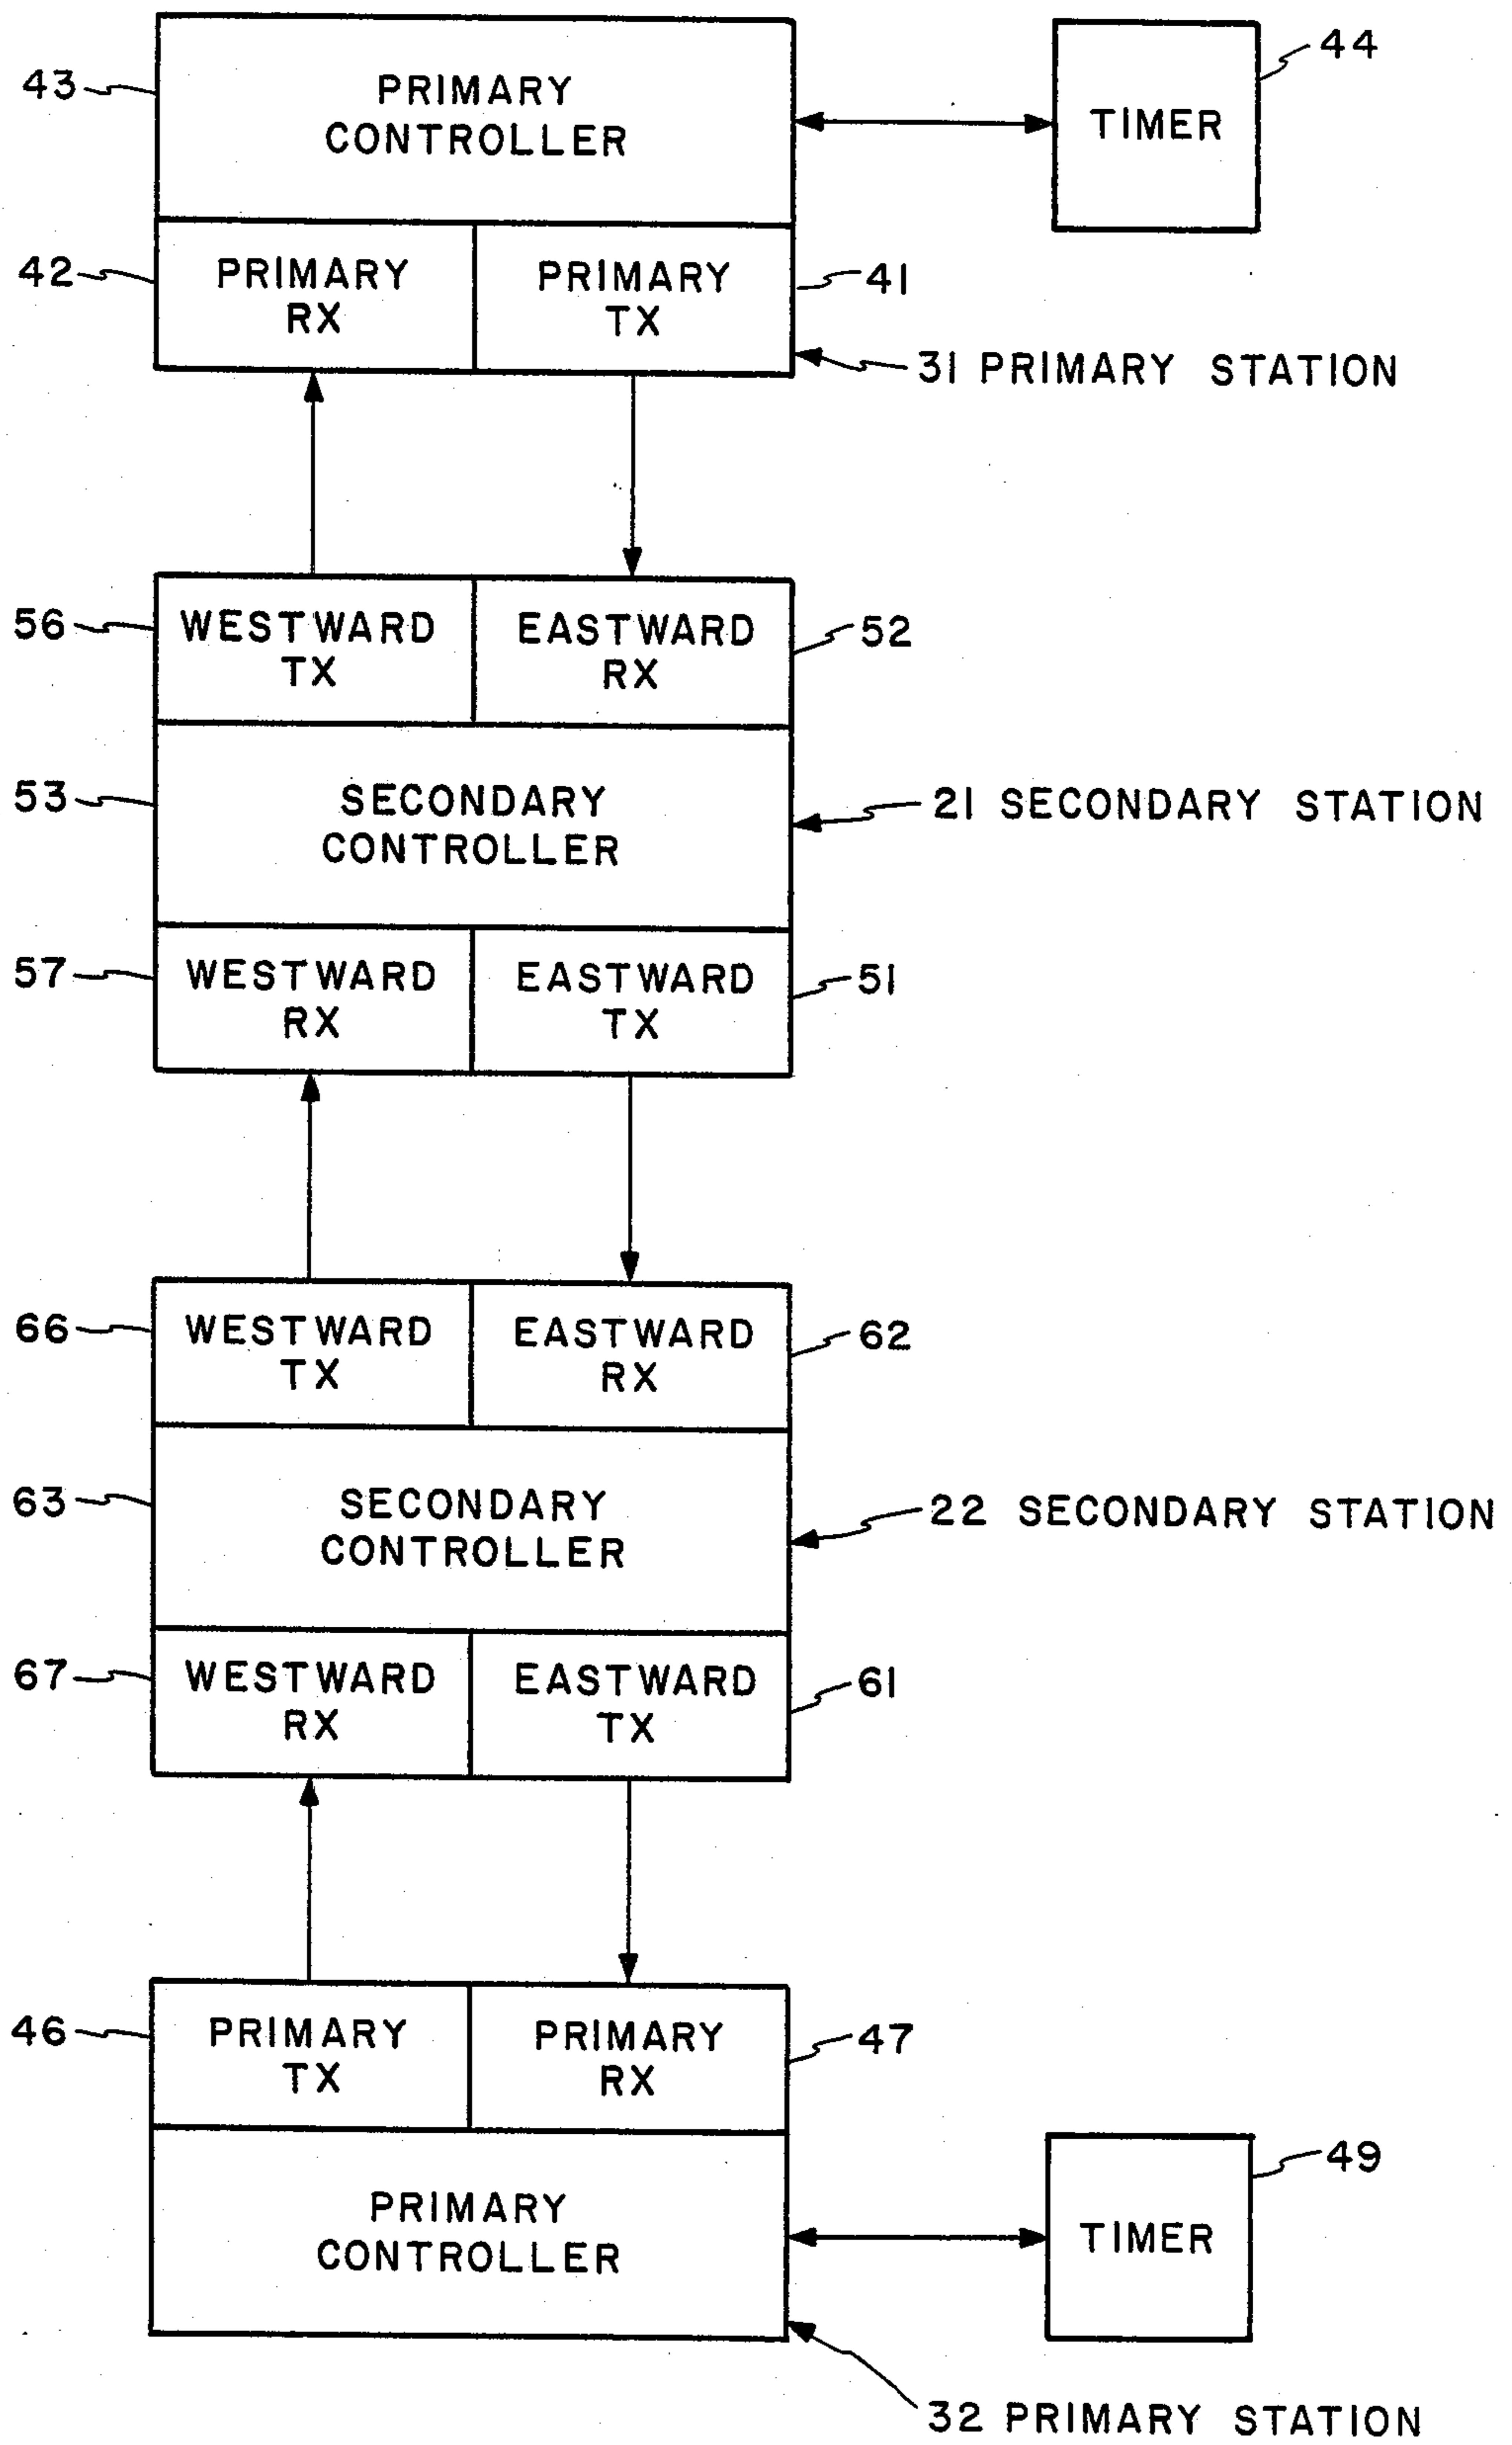 43
PRIMARY
CONTROLLER
TIMER
44
42
PRIMARY
RX
PRIMARY
TX
41
31 PRIMARY STATION
56
WESTWARD
TX
EASTWARD
RX
52
53
SECONDARY
CONTROLLER
21 SECONDARY STATION
57
WESTWARD
RX
EASTWARD
TX
51
66
WESTWARD
TX
EASTWARD
RX
62
63
SECONDARY
CONTROLLER
22 SECONDARY STATION
67
WESTWARD
RX
EASTWARD
TX
61
46
PRIMARY
TX
PRIMARY
RX
47
PRIMARY
CONTROLLER
TIMER
49
32 PRIMARY STATION